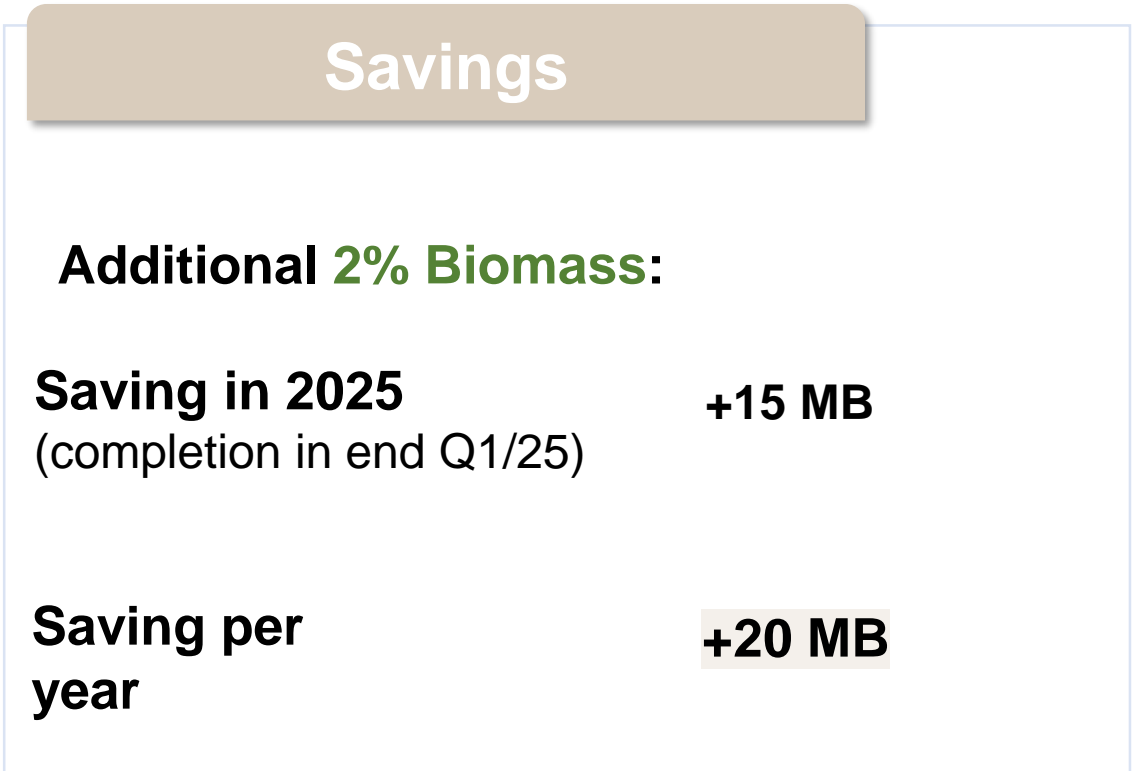 Savings
Additional 2% Biomass:
Saving in 2025
+15 MB
(completion in end Q1/25)
Saving per
year
+20 MB